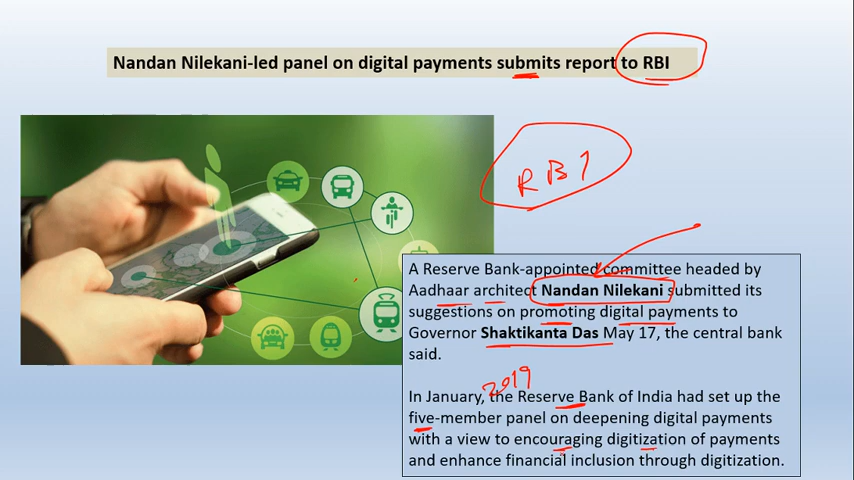 Nandan Nilekani-led panel on digital payments submits report to RBI
RBI
A Reserve Bank-appointed committee headed by
Aadhaar architect Nandan Nilekani submitted its
suggestions on promoting digital payments to
Governor Shaktikanta Das May 17, the central bank
said.
2019
In January, the Reserve Bank of India had set up the
five-member panel on deepening digital payments
with a view to encouraging digitization of payments
and enhance financial inclusion through digitization.